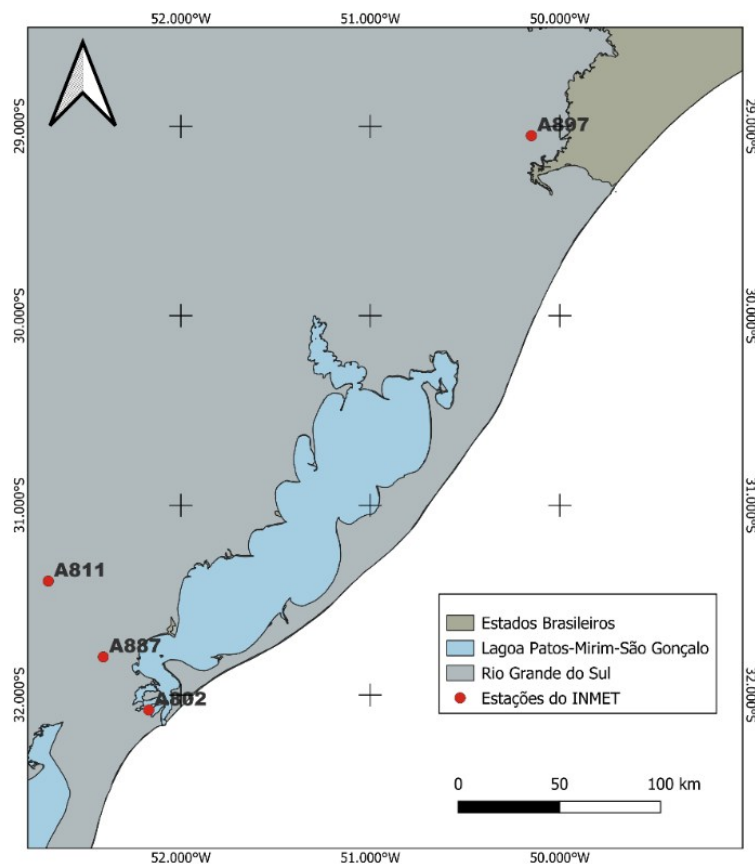 52.000°W 51.000°W 50.000°W
29.000°S
29.000°S
A897
30.000°S
30.000°S
31.000°S
31.000°S
A811
A887
32.000°S
32.000°S
A802
Estados Brasileiros
Lagoa Patos-Mirim-São Gonçalo
Rio Grande do Sul
Estações do INMET
0 50 100 km
52.000°W 51.000°W 50.000°W